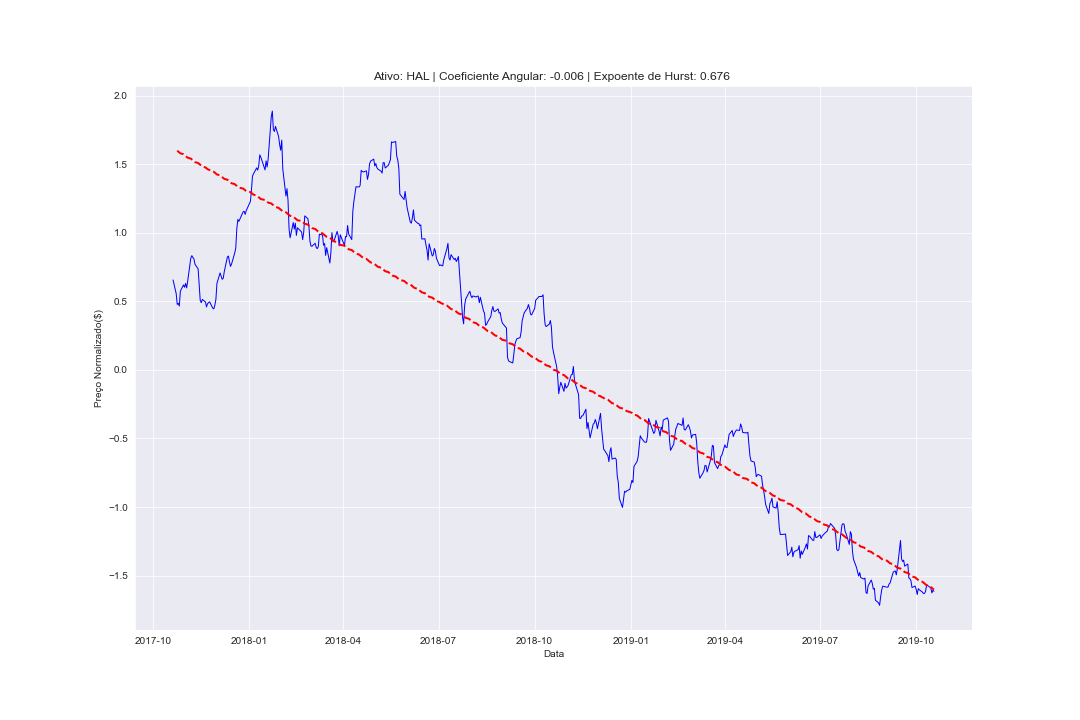 Ativo: HAL | Coeficiente Angular: -0.006 | Expoente de Hurst: 0.676
2.0
1.5
1.0
0.5
0.0
−0.5
−1.0
−1.5
Preço Normalizado($)
2017-10 2018-01 2018-04 2018-07 2018-10 2019-01 2019-04 2019-07 2019-10
Data